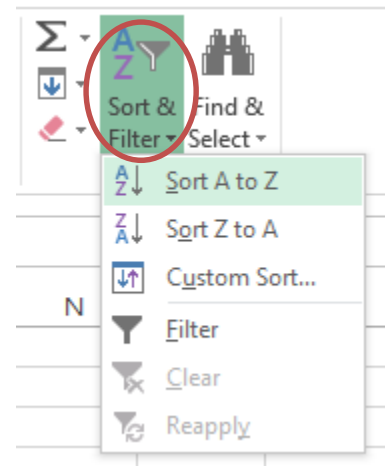 Sort & Find &
Filter Select
Sort A to Z
Sort Z to A
Custom Sort...
N
Filter
Clear
Reapply